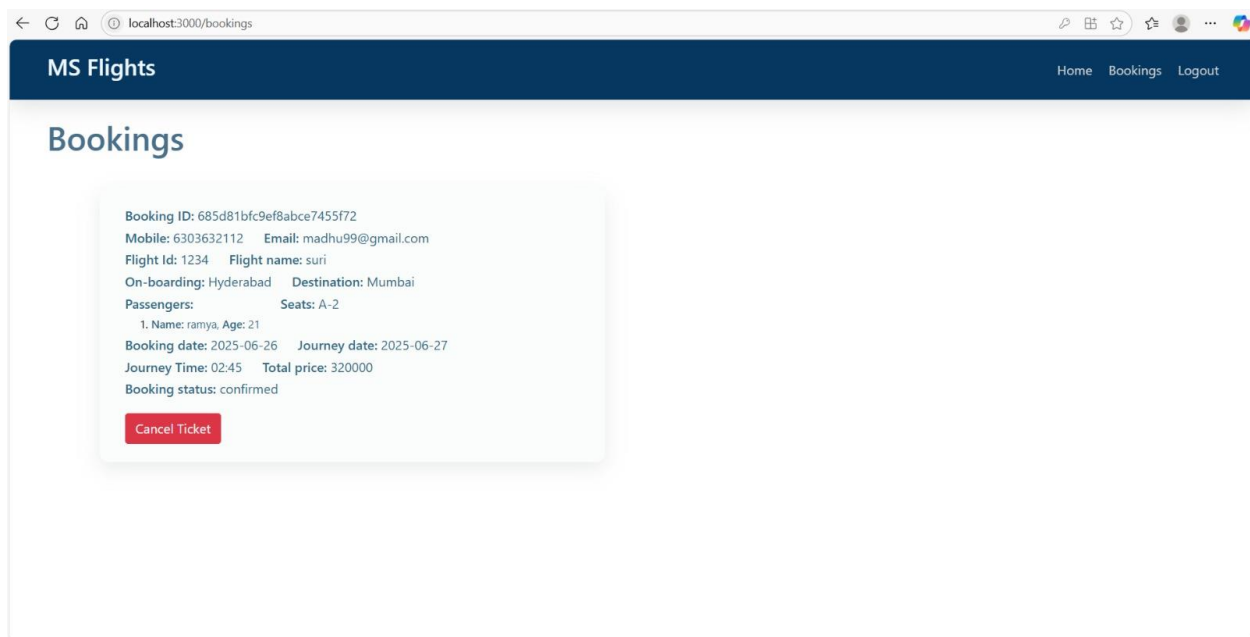 localhost:3000/bookings
MS Flights
Home Bookings Logout
Bookings
Booking ID: 685d81bfc9ef8abce7455f72
Mobile: 6303632112 Email: madhu99@gmail.com
Flight Id: 1234 Flight name: suri
On-boarding: Hyderabad Destination: Mumbai
Passengers: Seats: A-2
1. Name: ramya, Age: 21
Booking date: 2025-06-26 Journey date: 2025-06-27
Journey Time: 02:45 Total price: 320000
Booking status: confirmed
Cancel Ticket